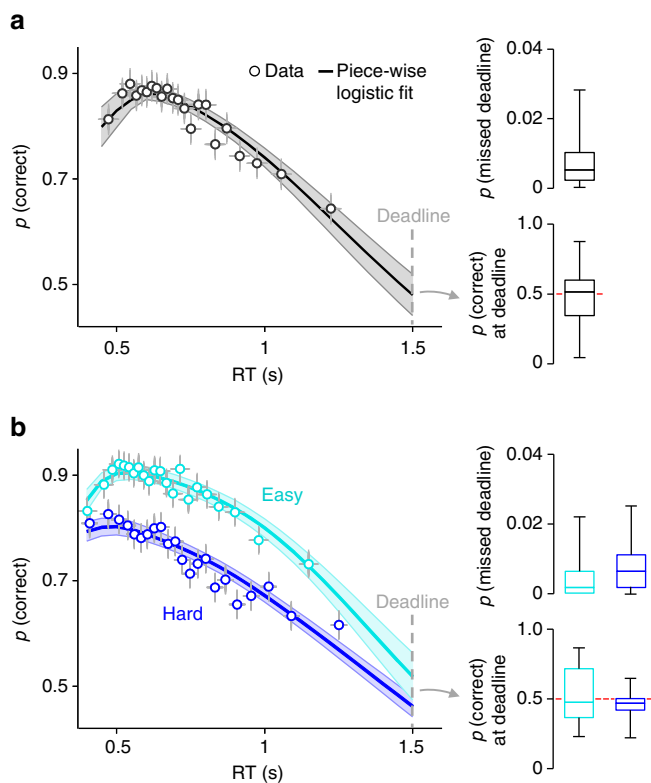 a
0.9
0.7
0.5
p (correct)
Data
Piece-wise
logistic fit
Deadline
0.5
1
1.5
RT (s)
0.04
0.02
0
p (missed deadline)
1.0
0.5
0
p (correct)
at deadline
b
0.9
0.7
0.5
p (correct)
Easy
Hard
Deadline
0.5
1
1.5
RT (s)
0.04
0.02
0
p (missed deadline)
1.0
0.5
0
p (correct)
at deadline